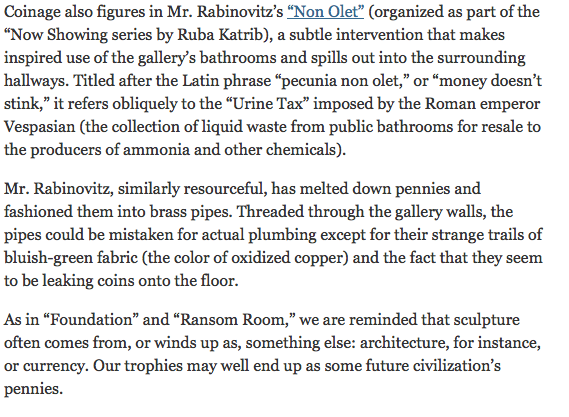 Coinage also figures in Mr. Rabinovitz’s “Non Olet” (organized as part of the
“Now Showing series by Ruba Katrib), a subtle intervention that makes
inspired use of the gallery’s bathrooms and spills out into the surrounding
hallways. Titled after the Latin phrase “pecunia non olet,” or “money doesn’t
stink,” it refers obliquely to the “Urine Tax” imposed by the Roman emperor
Vespasian (the collection of liquid waste from public bathrooms for resale to
the producers of ammonia and other chemicals).
Mr. Rabinovitz, similarly resourceful, has melted down pennies and
fashioned them into brass pipes. Threaded through the gallery walls, the
pipes could be mistaken for actual plumbing except for their strange trails of
bluish-green fabric (the color of oxidized copper) and the fact that they seem
to be leaking coins onto the floor.
As in “Foundation” and “Ransom Room,” we are reminded that sculpture
often comes from, or winds up as, something else: architecture, for instance,
or currency. Our trophies may well end up as some future civilization’s
pennies.